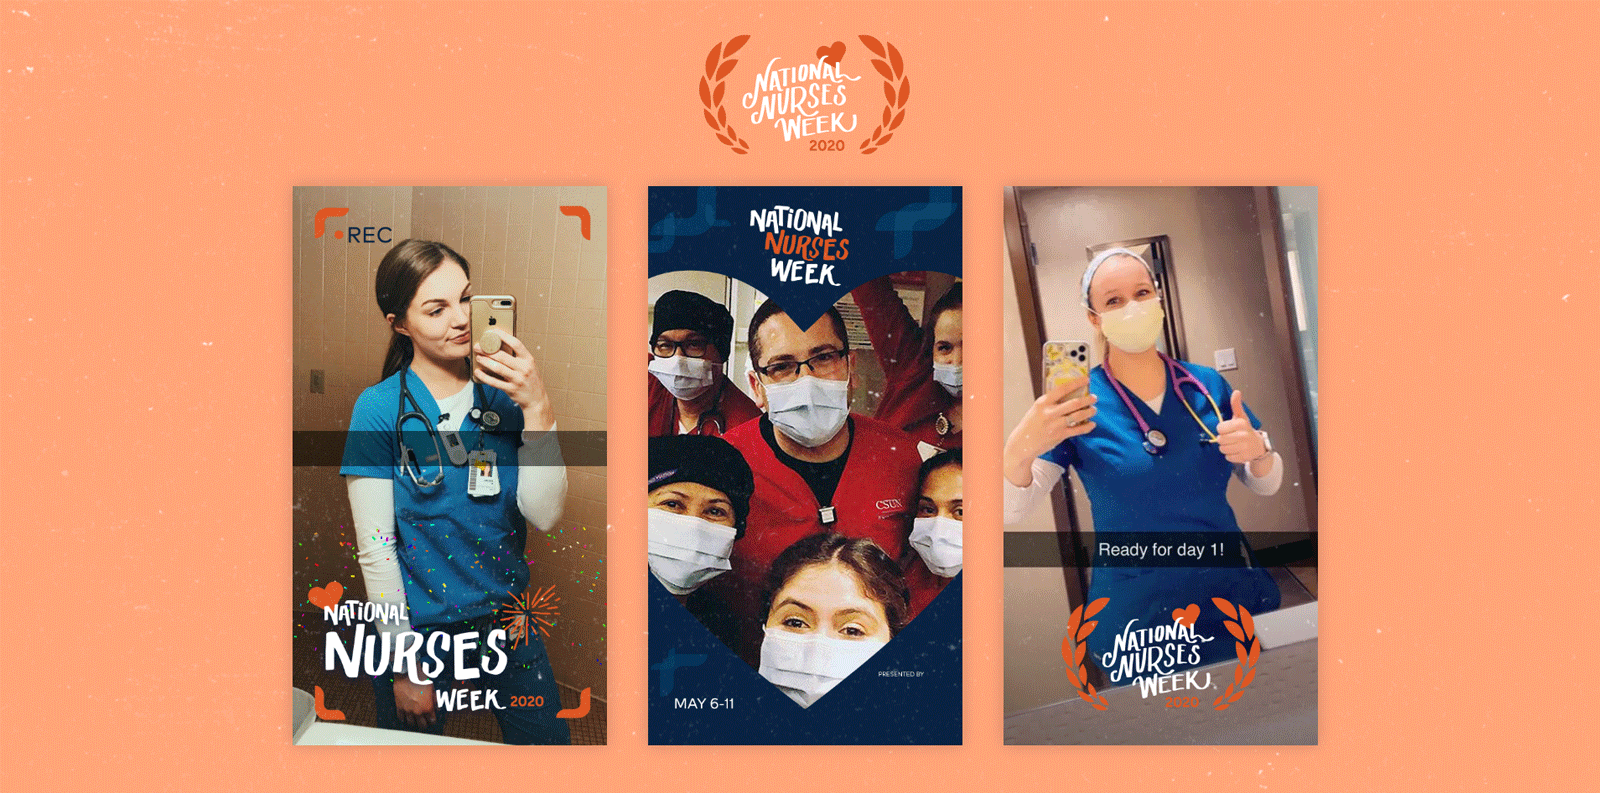 NATIONAL
NURSES
WEEK
2020
REC
NATIONAL
NURSES
WEEK 2020
NATIONAL
NURSES
WEEK
CSUN
PRESENTED BY
MAY 6-11
Ready for day 1!
NATIONAL
NURSES
WEEK
2020